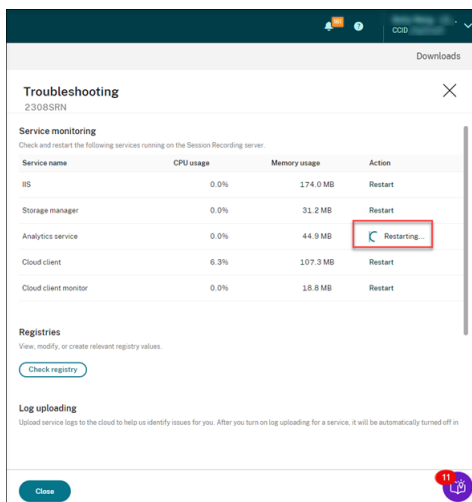 CCID
Downloads
Troubleshooting
2308SRN
Service monitoring
Check and restart the following services running on the Session Recording server.
Service name CPU usage Memory usage Action
IIS 0.0% 174.0 MB Restart
Storage manager 0.0% 31.2 MB Restart
Analytics service 0.0% 44.9 MB Restarting...
Cloud client 6.3% 107.3 MB Restart
Cloud client monitor 0.0% 18.8 MB Restart
Registries
View, modify, or create relevant registry values.
Check registry
Log uploading
Upload service logs to the cloud to help us identify issues for you. After you turn on log uploading for a service, it will be automatically turned off in
11
Close